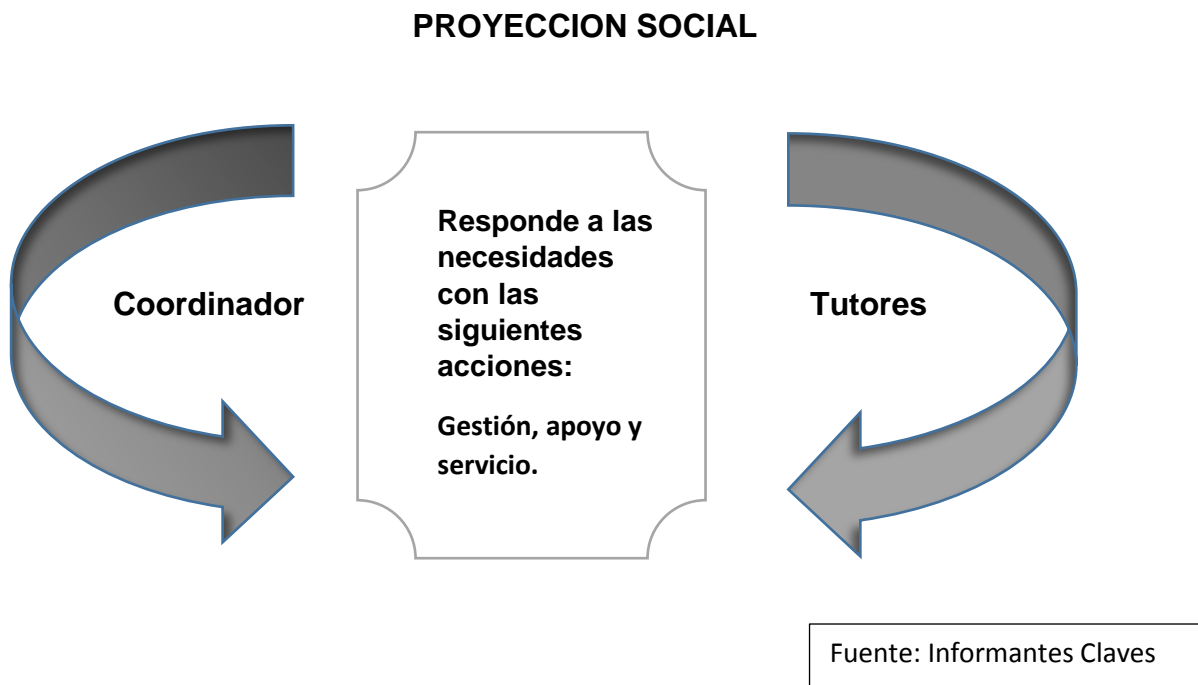 PROYECCION SOCIAL
Coordinador
Responde a las
necesidades
con las
siguientes
acciones:
Gestión, apoyo y
servicio.
Tutores
Fuente: Informantes Claves